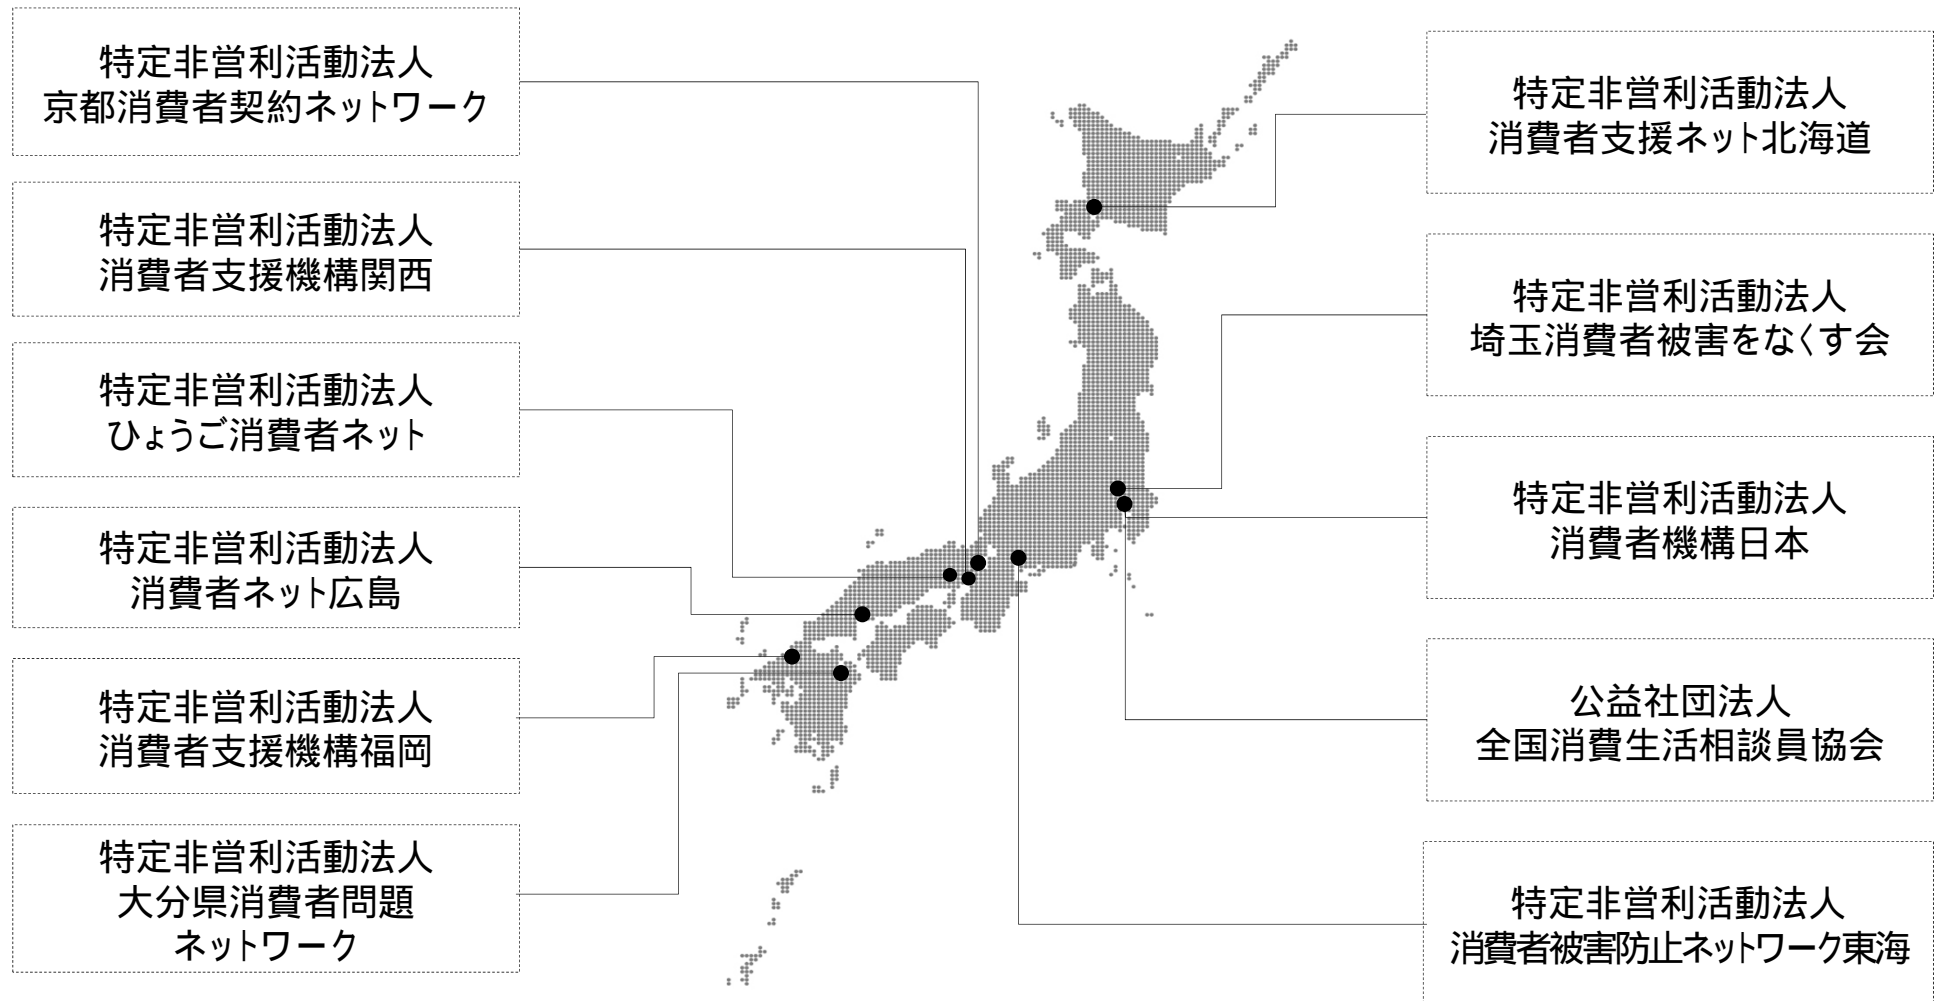 特定非営利活動法人
京都消費者契約ネットワーク
特定非営利活動法人
消費者支援機構関西
特定非営利活動法人
ひょうご消費者ネット
特定非営利活動法人
消費者ネット広島
特定非営利活動法人
消費者支援機構福岡
特定非営利活動法人
大分県消費者問題
ネットワーク
特定非営利活動法人
消費者支援ネット北海道
特定非営利活動法人
埼玉消費者被害をなくす会
特定非営利活動法人
消費者機構日本
公益社団法人
全国消費生活相談員協会
特定非営利活動法人
消費者被害防止ネットワーク東海